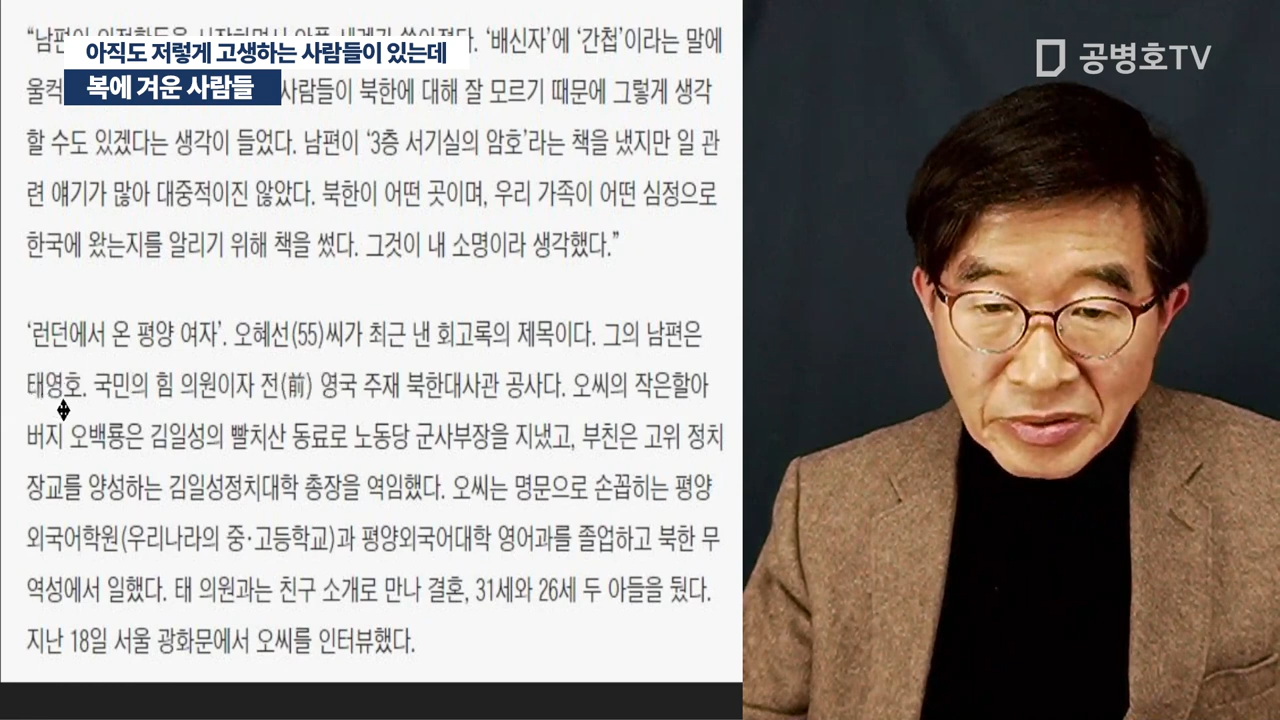 아직도 저렇게 고생하는 사람들이 있는데
복에 겨운 사람들
공병호TV
“남편이 ‘배신자’에 ‘간첩’이라는 말에
울컥 사람들이 북한에 대해 잘 모르기 때문에 그렇게 생각
할 수도 있겠다는 생각이 들었다. 남편이 ‘3층 서기실의 암호’라는 책을 냈지만 일 관
련 얘기가 많아 대중적이진 않았다. 북한이 어떤 곳이며, 우리 가족이 어떤 심정으로
한국에 왔는지를 알리기 위해 책을 썼다. 그것이 내 소명이라 생각했다.”
‘런던에서 온 평양 여자’. 오혜선(55)씨가 최근 낸 회고록의 제목이다. 그의 남편은
태영호. 국민의 힘 의원이자 전(前) 영국 주재 북한대사관 공사다. 오씨의 작은할아
버지 오백룡은 김일성의 빨치산 동료로 노동당 군사부장을 지냈고, 부친은 고위 정치
장교를 양성하는 김일성정치대학 총장을 역임했다. 오씨는 명문으로 손꼽히는 평양
외국어학원(우리나라의 중·고등학교)과 평양외국어대학 영어과를 졸업하고 북한 무
역성에서 일했다. 태 의원과는 친구 소개로 만나 결혼, 31세와 26세 두 아들을 뒀다.
지난 18일 서울 광화문에서 오씨를 인터뷰했다.